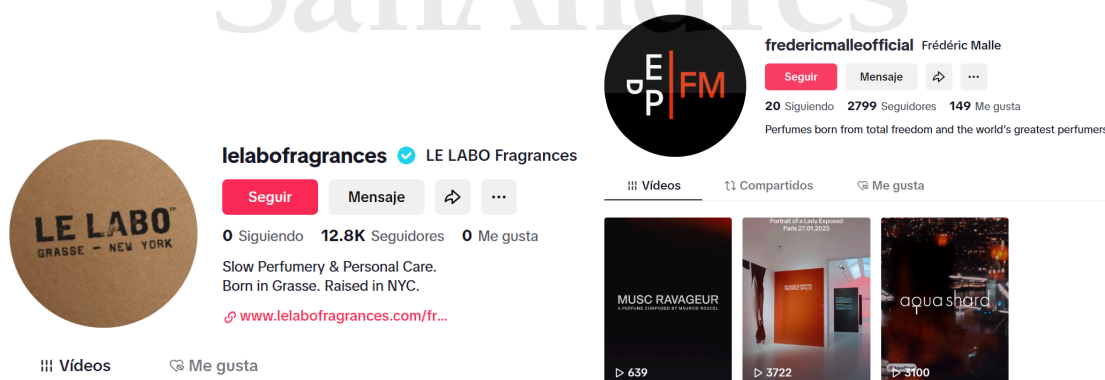 SanAndres
LE LABO™
GRASSE – NEW YORK
lelabofragrances LE LABO Fragrances
Seguir Mensaje ...
0 Siguiendo 12.8K Seguidores 0 Me gusta
Slow Perfumery & Personal Care.
Born in Grasse. Raised in NYC.
www.lelabofragrances.com/fr...
Vídeos Me gusta
EDP|FM
fredericmalleofficial Frédéric Malle
Seguir Mensaje ...
20 Siguiendo 2799 Seguidores 149 Me gusta
Perfumes born from total freedom and the world's greatest perfumers
Vídeos Compartidos Me gusta
MUSC RAVAGEUR
A PERFUME COMPOSED BY MAURICE ROUCEL
639
Portrait of a Lady Exposed
Paris 27.01.2025
3722
aquashard
3100